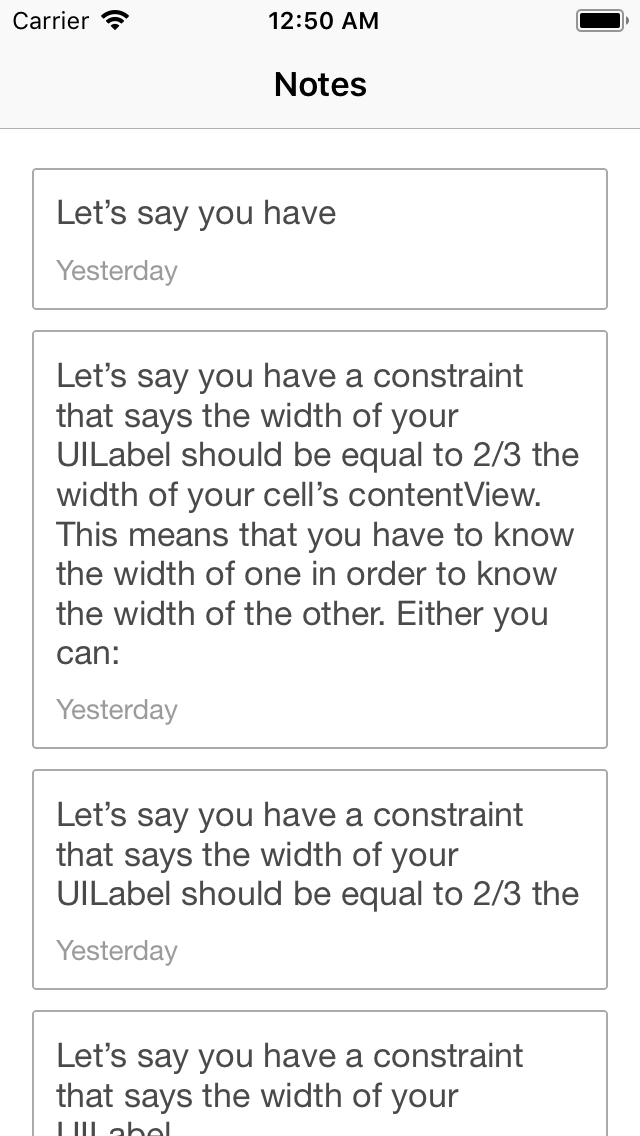 Carrier 12:50 AM
Notes
Let’s say you have
Yesterday
Let’s say you have a constraint
that says the width of your
UILabel should be equal to 2/3 the
width of your cell’s contentView.
This means that you have to know
the width of one in order to know
the width of the other. Either you
can:
Yesterday
Let’s say you have a constraint
that says the width of your
UILabel should be equal to 2/3 the
Yesterday
Let’s say you have a constraint
that says the width of your
UILabel